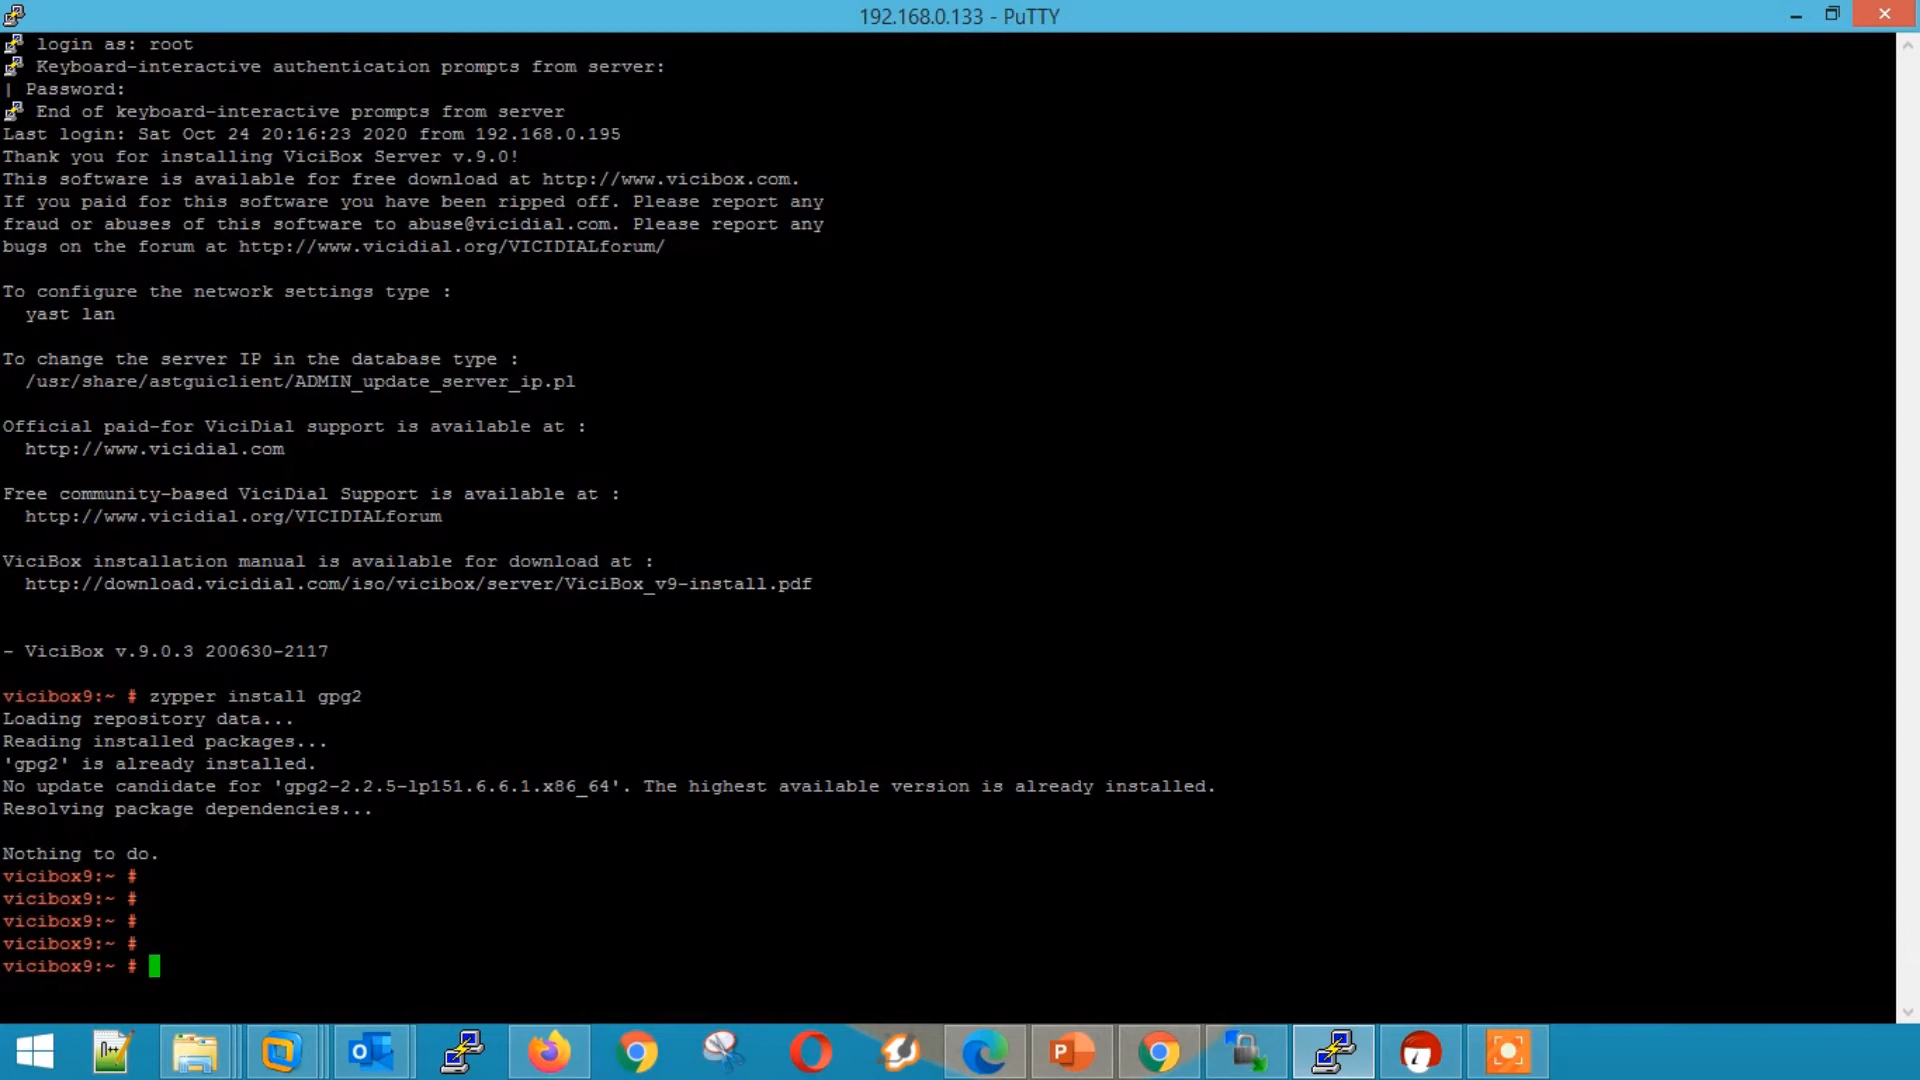 192.168.0.133 - PuTTY
login as: root
Keyboard-interactive authentication prompts from server:
| Password:
End of keyboard-interactive prompts from server
Last login: Sat Oct 24 20:16:23 2020 from 192.168.0.195
Thank you for installing ViciBox Server v.9.0!
This software is available for free download at http://www.vicibox.com.
If you paid for this software you have been ripped off. Please report any
fraud or abuses of this software to abuse@vicidial.com. Please report any
bugs on the forum at http://www.vicidial.org/VICIDIALforum/
To configure the network settings type :
yast lan
To change the server IP in the database type :
/usr/share/astguiclient/ADMIN_update_server_ip.pl
Official paid-for ViciDial support is available at :
http://www.vicidial.com
Free community-based ViciDial Support is available at :
http://www.vicidial.org/VICIDIALforum
ViciBox installation manual is available for download at :
http://download.vicidial.com/iso/vicibox/server/ViciBox_v9-install.pdf
- ViciBox v.9.0.3 200630-2117
vicibox9:~ # zypper install gpg2
Loading repository data...
Reading installed packages...
'gpg2' is already installed.
No update candidate for 'gpg2-2.2.5-lp151.6.6.1.x86_64'. The highest available version is already installed.
Resolving package dependencies...
Nothing to do.
vicibox9:~ #
vicibox9:~ #
vicibox9:~ #
vicibox9:~ #
vicibox9:~ #